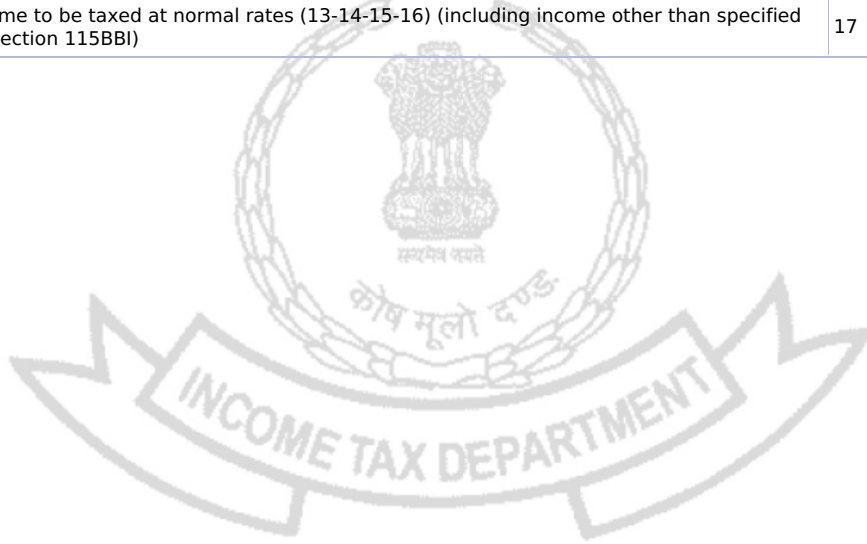 me to be taxed at normal rates (13-14-15-16) (including income other than specified
ection 115BBI)
17
सत्यमेव जयते
कोष मूलो दण्ड:
INCOME TAX DEPARTMENT